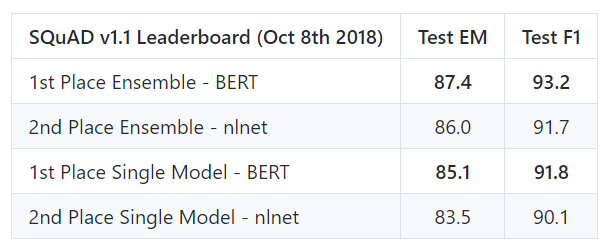 SQuAD v1.1 Leaderboard (Oct 8th 2018) Test EM Test F1
1st Place Ensemble - BERT 87.4 93.2
2nd Place Ensemble - nlnet 86.0 91.7
1st Place Single Model - BERT 85.1 91.8
2nd Place Single Model - nlnet 83.5 90.1